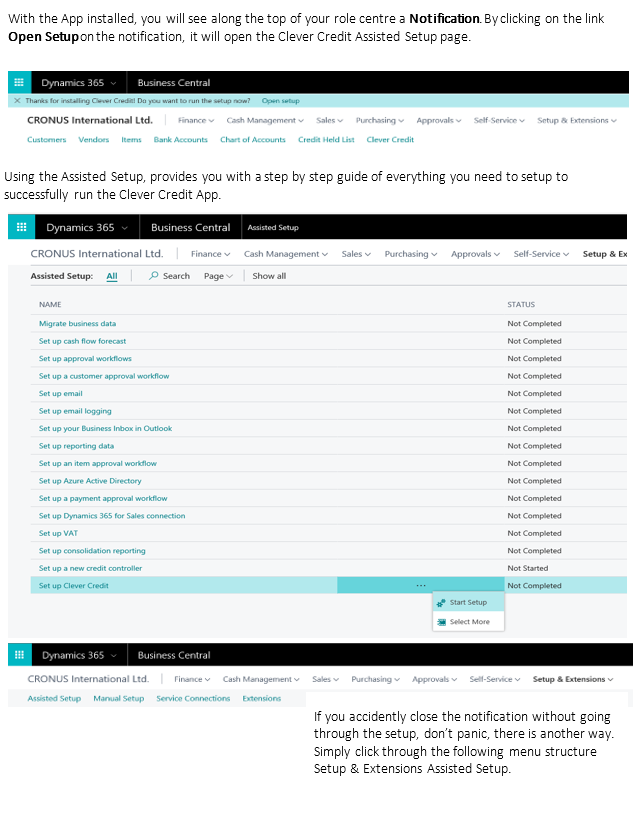 With the App installed, you will see along the top of your role centre a Notification. By clicking on the link
Open Setup on the notification, it will open the Clever Credit Assisted Setup page.
Dynamics 365 Business Central
Thanks for installing Clever Credit! Do you want to run the setup now? Open setup
CRONUS International Ltd. Finance Cash Management Sales Purchasing Approvals Self-Service Setup & Extensions
Customers Vendors Items Bank Accounts Chart of Accounts Credit Held List Clever Credit
Using the Assisted Setup, provides you with a step by step guide of everything you need to setup to
successfully run the Clever Credit App.
Dynamics 365 Business Central Assisted Setup
CRONUS International Ltd. Finance Cash Management Sales Purchasing Approvals Self-Service Setup & Ex
Assisted Setup: All Search Page Show all
NAME STATUS
Migrate business data Not Completed
Set up cash flow forecast Not Completed
Set up approval workflows Not Completed
Set up a customer approval workflow Not Completed
Set up email Not Completed
Set up email logging Not Completed
Set up your Business Inbox in Outlook Not Completed
Set up reporting data Not Completed
Set up an item approval workflow Not Completed
Set up Azure Active Directory Not Completed
Set up a payment approval workflow Not Completed
Set up Dynamics 365 for Sales connection Not Completed
Set up VAT Not Completed
Set up consolidation reporting Not Completed
Set up a new credit controller Not Started
Set up Clever Credit ... Not Completed
Start Setup
Select More
Dynamics 365 Business Central
CRONUS International Ltd. Finance Cash Management Sales Purchasing Approvals Self-Service Setup & Extensions
Assisted Setup Manual Setup Service Connections Extensions
If you accidently close the notification without going
through the setup, don't panic, there is another way.
Simply click through the following menu structure
Setup & Extensions Assisted Setup.